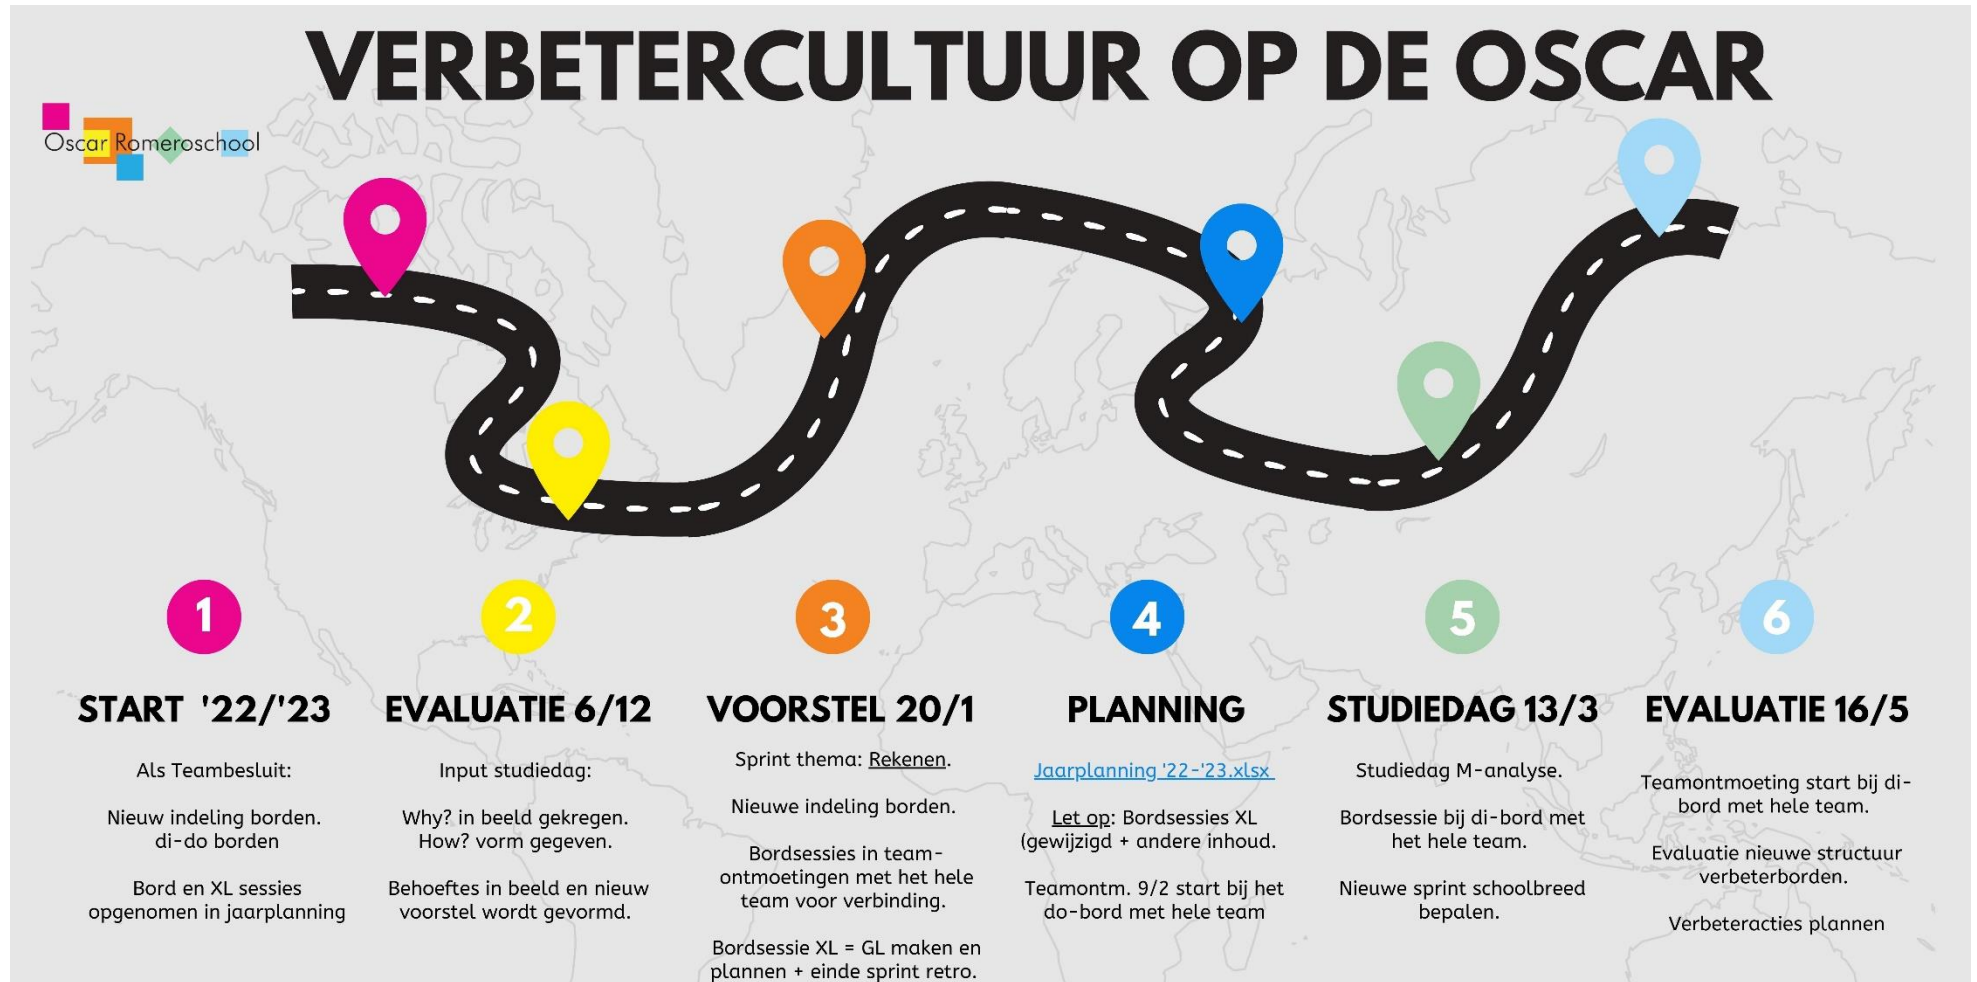 VERBETERCULTUUR OP DE OSCAR
Oscar Romeroschool
1
START '22/'23
Als Teambesluit:
Nieuw indeling borden.
di-do borden
Bord en XL sessies
opgenomen in jaarplanning
2
EVALUATIE 6/12
Input studiedag:
Why? in beeld gekregen.
How? vorm gegeven.
Behoeftes in beeld en nieuw
voorstel wordt gevormd.
3
VOORSTEL 20/1
Sprint thema: Rekenen.
Nieuwe indeling borden.
Bordsessies in team-
ontmoetingen met het hele
team voor verbinding.
Bordsessie XL = GL maken en
plannen + einde sprint retro.
4
PLANNING
Jaarplanning '22-'23.xlsx
Let op: Bordsessies XL
(gewijzigd + andere inhoud.
Teamontm. 9/2 start bij het
do-bord met hele team
5
STUDIEDAG 13/3
Studiedag M-analyse.
Bordsessie bij di-bord met
het hele team.
Nieuwe sprint schoolbreed
bepalen.
6
EVALUATIE 16/5
Teamontmoeting start bij di-
bord met hele team.
Evaluatie nieuwe structuur
verbeterborden.
Verbeteracties plannen